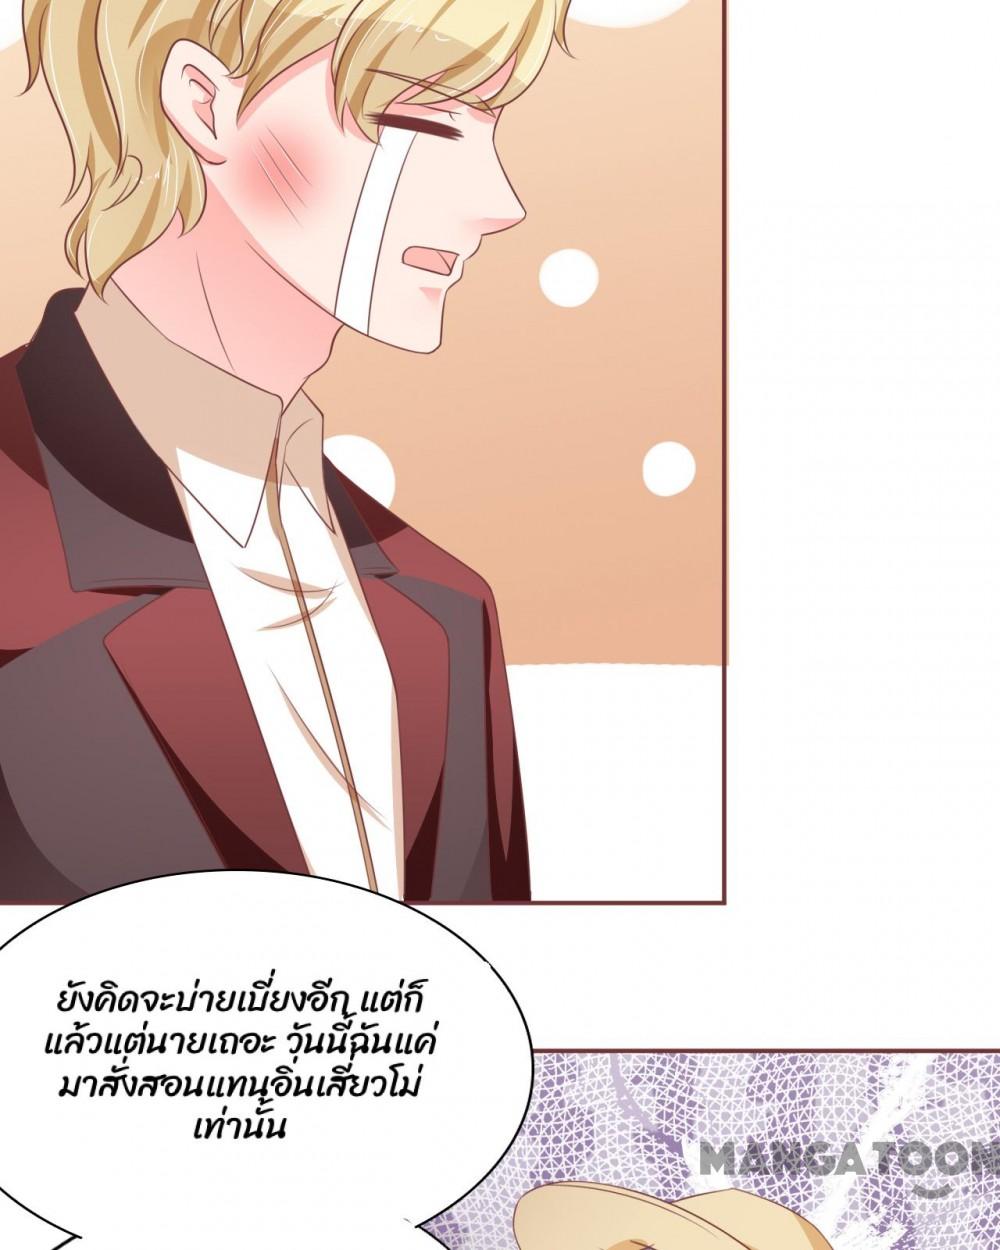 ยังคิดจะบ่ายเบี่ยงอีก แต่ก็
แล้วแต่นายเถอะ วันนี้ฉันแค่
มาสั่งสอนแทนอิ่นเสี่ยวโม่
เท่านั้น
MANGATOON